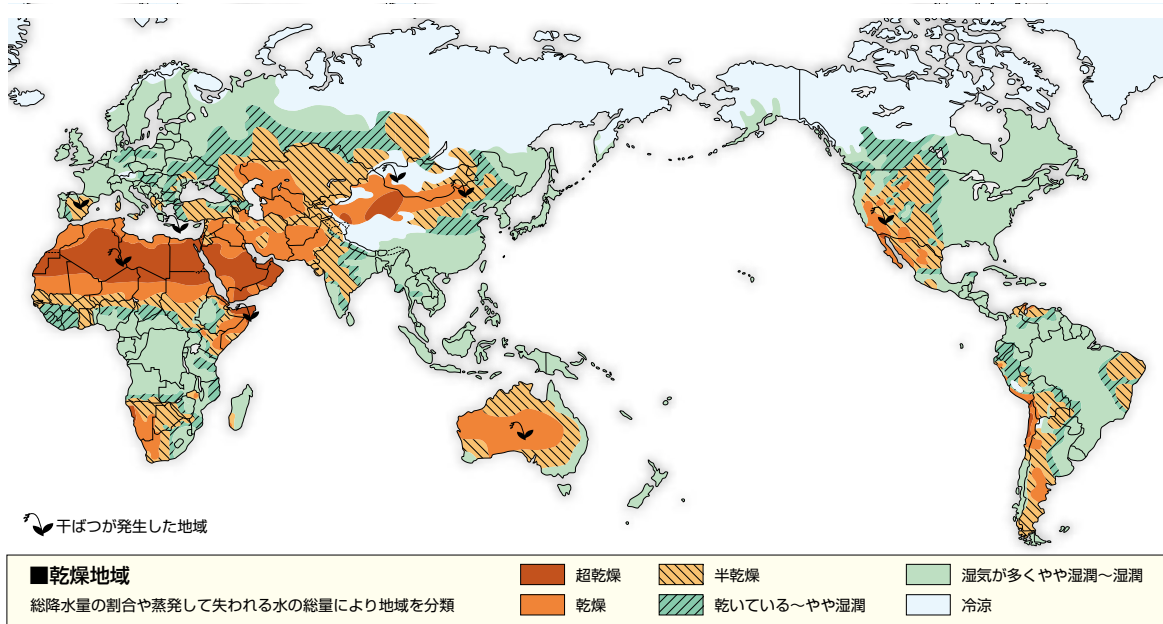 干ばつが発生した地域
■乾燥地域
総降水量の割合や蒸発して失われる水の総量により地域を分類
超乾燥
半乾燥
湿気が多くやや湿潤〜湿潤
乾燥
乾いている〜やや湿潤
冷涼